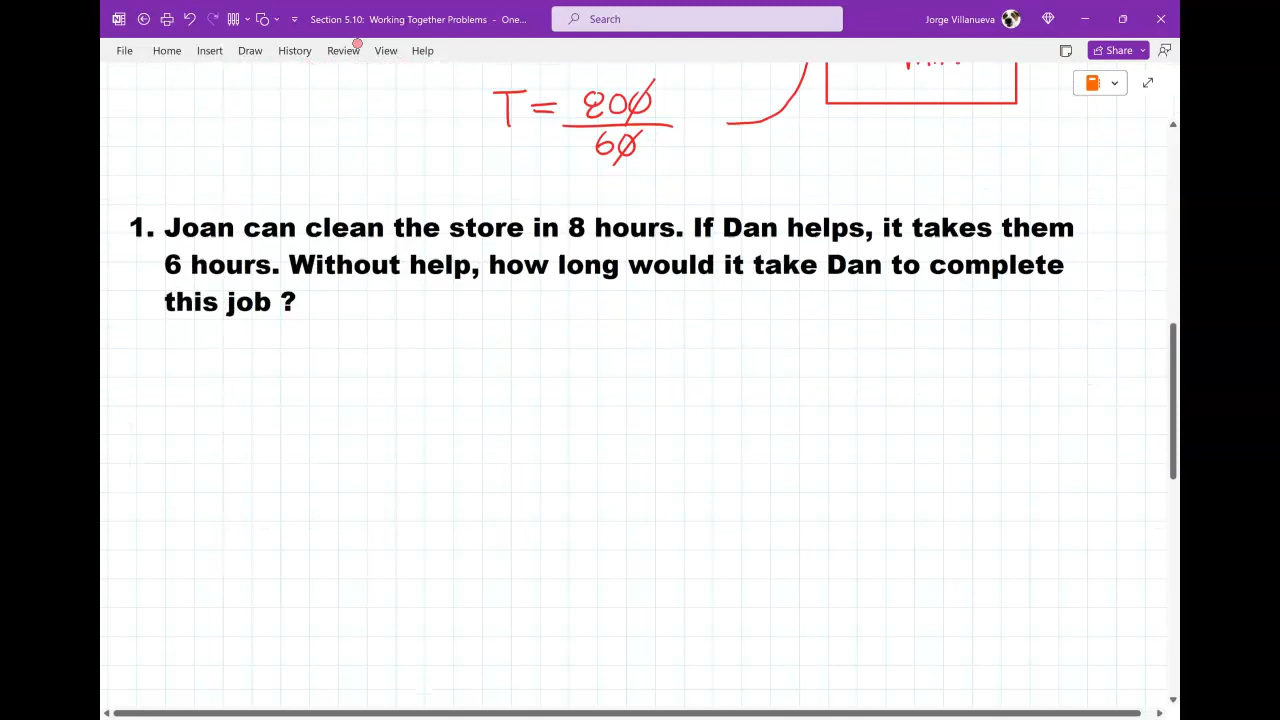 Section 5.10: Working Together Problems - One...
Search
Jorge Villanueva
File Home Insert Draw History Review View Help
Share
T = 200
60
1. Joan can clean the store in 8 hours. If Dan helps, it takes them
6 hours. Without help, how long would it take Dan to complete
this job ?